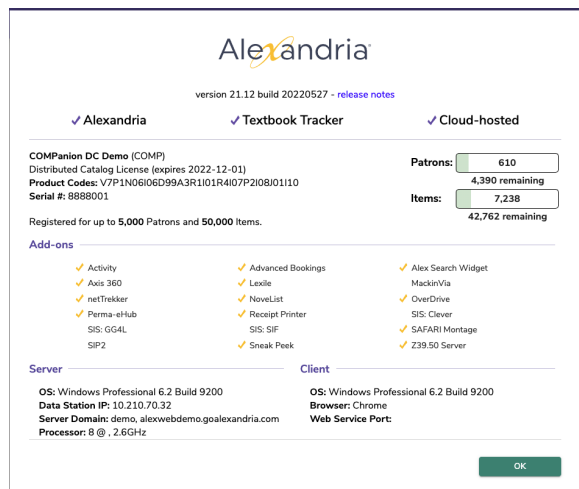 Alexandria
version 21.12 build 20220527 - release notes
Alexandria
Textbook Tracker
Cloud-hosted
COMPanion DC Demo (COMP)
Distributed Catalog License (expires 2022-12-01)
Product Codes: V7P1N06I06D99A3R1I01R4I07P2I08J01I10
Serial #: 8888001
Registered for up to 5,000 Patrons and 50,000 Items.
Patrons: 610
4,390 remaining
Items: 7,238
42,762 remaining
Add-ons
Activity
Advanced Bookings
Alex Search Widget
Axis 360
Lexile
MackinVia
netTrekker
NoveList
OverDrive
Perma-eHub
Receipt Printer
SIS: Clever
SIS: GG4L
SIS: SIF
SAFARI Montage
SIP2
Sneak Peek
Z39.50 Server
Server
OS: Windows Professional 6.2 Build 9200
Data Station IP: 10.210.70.32
Server Domain: demo, alexwebdemo.goalexandria.com
Processor: 8 @ , 2.6GHz
Client
OS: Windows Professional 6.2 Build 9200
Browser: Chrome
Web Service Port:
OK